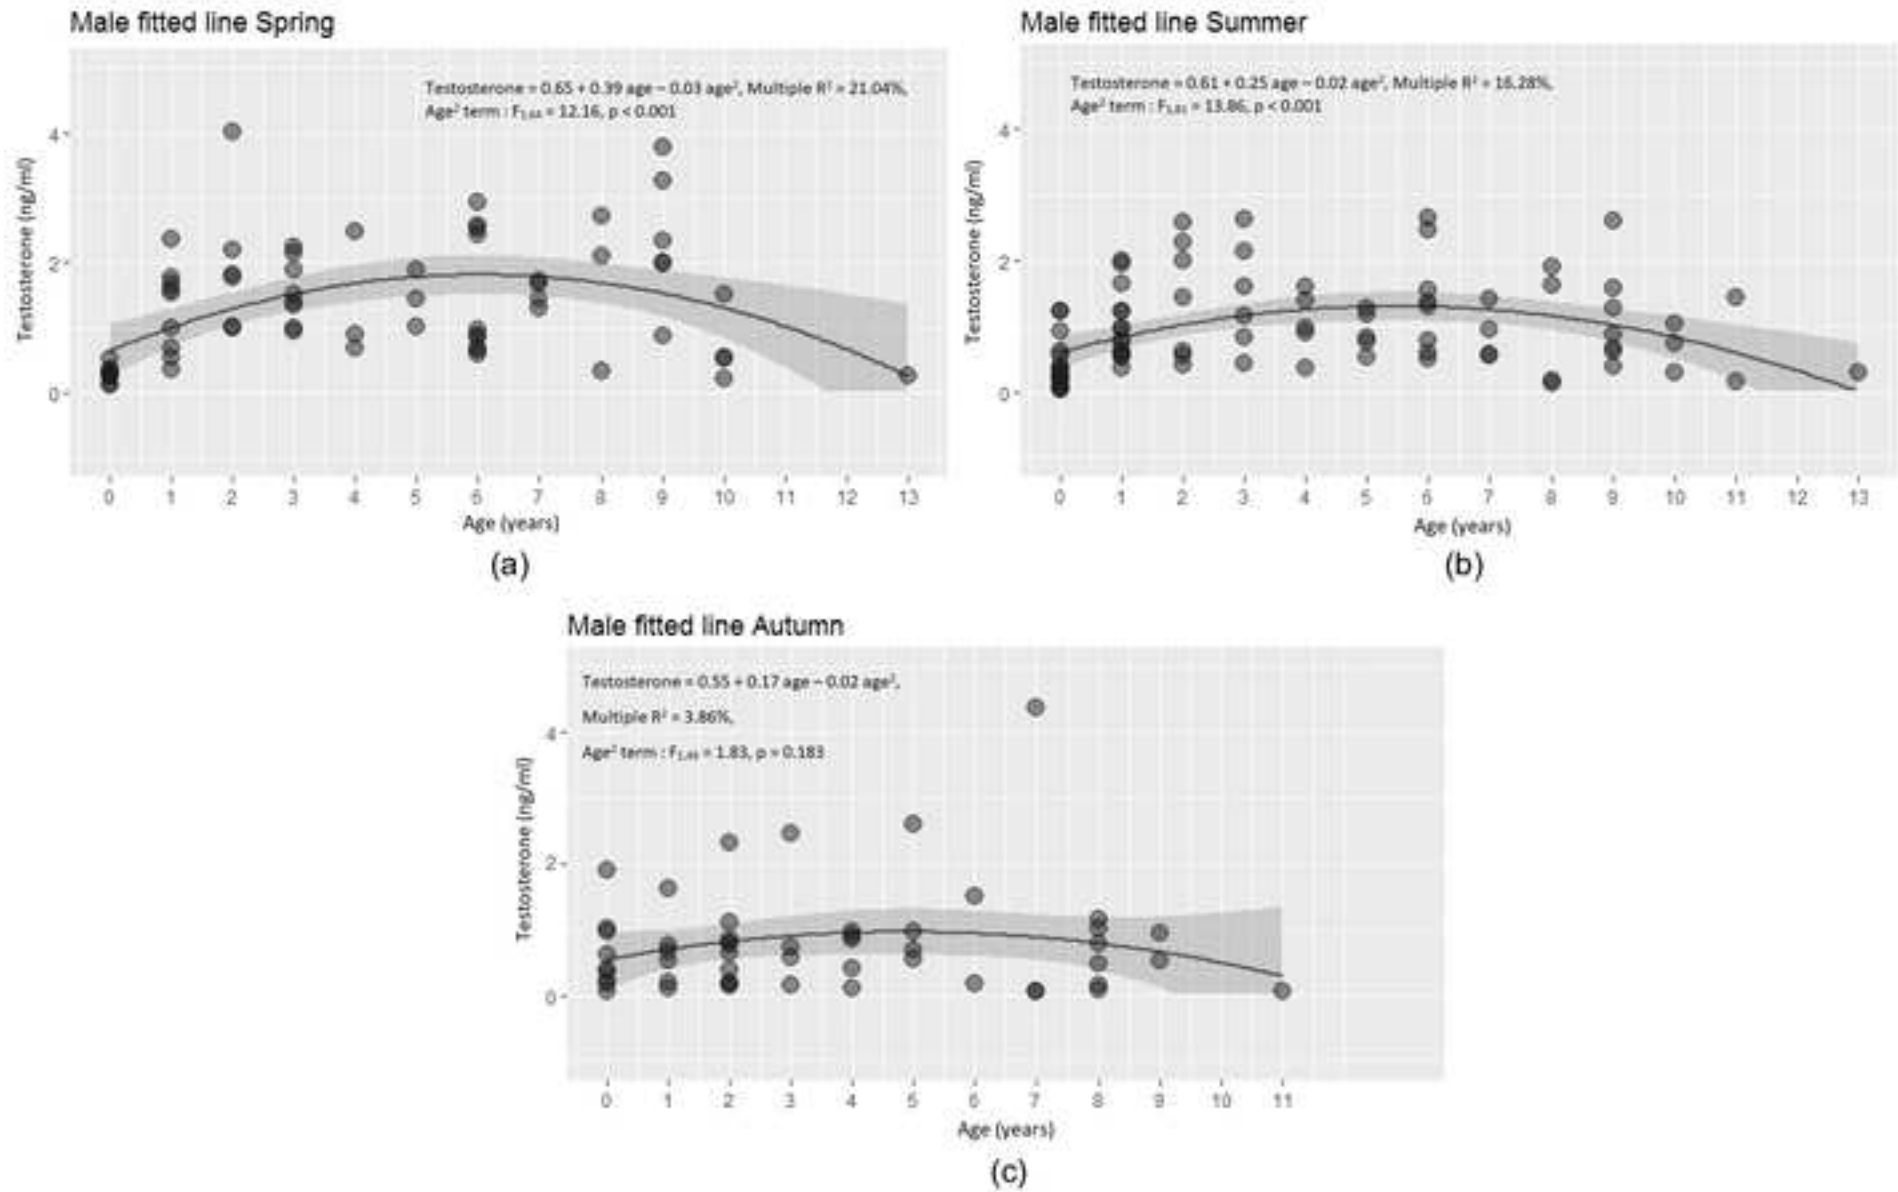 Male fitted line Spring
Testosterone = 0.65 + 0.39 age – 0.03 age², Multiple R² = 21.04%,
Age² term : F = 12.16, p < 0.001
Testosterone (ng/ml)
4
2
0
0 1 2 3 4 5 6 7 8 9 10 11 12 13
Age (years)
(a)
Male fitted line Summer
Testosterone = 0.61 + 0.25 age – 0.02 age², Multiple R² = 16.28%,
Age² term : F = 13.86, p < 0.001
Testosterone (ng/ml)
4
2
0
0 1 2 3 4 5 6 7 8 9 10 11 12 13
Age (years)
(b)
Male fitted line Autumn
Testosterone = 0.55 + 0.17 age – 0.02 age²,
Multiple R² = 3.86%,
Age² term : F = 1.83, p = 0.183
Testosterone (ng/ml)
4
2
0
0 1 2 3 4 5 6 7 8 9 10 11
Age (years)
(c)